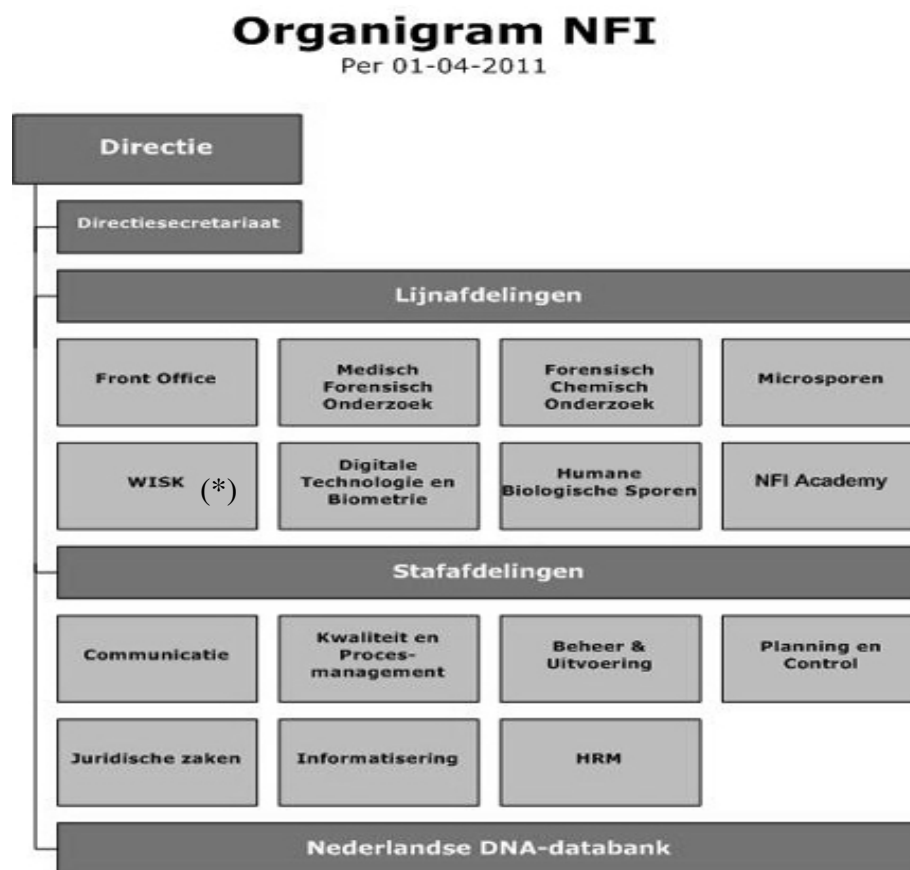 Organigram NFI
Per 01-04-2011
Directie
Directiesecretariaat
Lijnafdelingen
Front Office
Medisch
Forensisch
Onderzoek
Forensisch
Chemisch
Onderzoek
Microsporen
WISK (*)
Digitale
Technologie en
Biometrie
Humane
Biologische Sporen
NFI Academy
Stafafdelingen
Communicatie
Kwaliteit en
Proces-
management
Beheer &
Uitvoering
Planning en
Control
Juridische zaken
Informatisering
HRM
Nederlandse DNA-databank